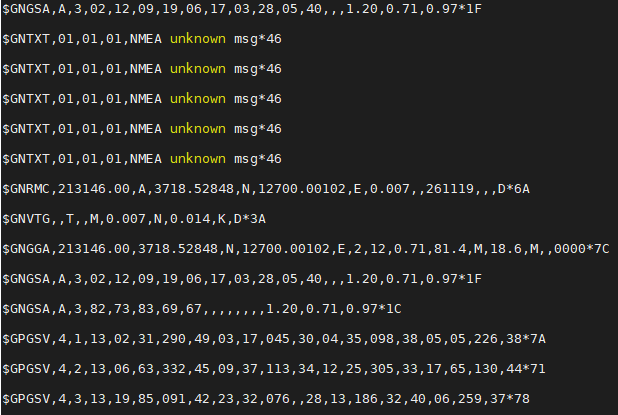 $GNGSA,A,3,02,12,09,19,06,17,03,28,05,40,,,1.20,0.71,0.97*1F
$GNTXT,01,01,01,NMEA unknown msg*46
$GNTXT,01,01,01,NMEA unknown msg*46
$GNTXT,01,01,01,NMEA unknown msg*46
$GNTXT,01,01,01,NMEA unknown msg*46
$GNTXT,01,01,01,NMEA unknown msg*46
$GNRMC,213146.00,A,3718.52848,N,12700.00102,E,0.007,,261119,,,D*6A
$GNVTG,,T,,M,0.007,N,0.014,K,D*3A
$GNGGA,213146.00,3718.52848,N,12700.00102,E,2,12,0.71,81.4,M,18.6,M,,0000*7C
$GNGSA,A,3,02,12,09,19,06,17,03,28,05,40,,,1.20,0.71,0.97*1F
$GNGSA,A,3,82,73,83,69,67,,,,,,,,1.20,0.71,0.97*1C
$GPGSV,4,1,13,02,31,290,49,03,17,045,30,04,35,098,38,05,05,226,38*7A
$GPGSV,4,2,13,06,63,332,45,09,37,113,34,12,25,305,33,17,65,130,44*71
$GPGSV,4,3,13,19,85,091,42,23,32,076,,28,13,186,32,40,06,259,37*78